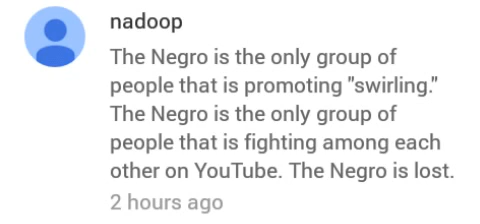 nadoop
The Negro is the only group of
people that is promoting "swirling."
The Negro is the only group of
people that is fighting among each
other on YouTube. The Negro is lost.
2 hours ago